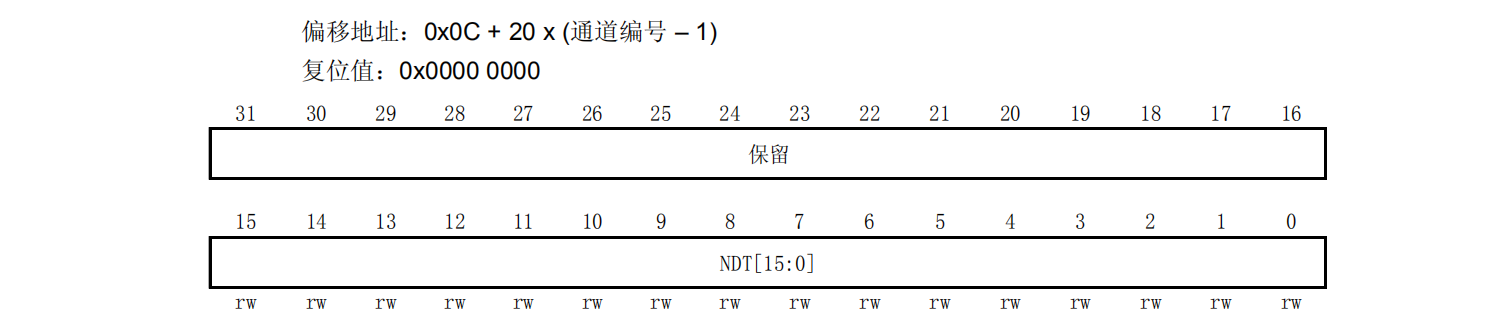 偏移地址：0x0C + 20 x (通道编号 – 1)
复位值：0x0000 0000
31 30 29 28 27 26 25 24 23 22 21 20 19 18 17 16
保留
15 14 13 12 11 10 9 8 7 6 5 4 3 2 1 0
NDT[15:0]
rw rw rw rw rw rw rw rw rw rw rw rw rw rw rw rw